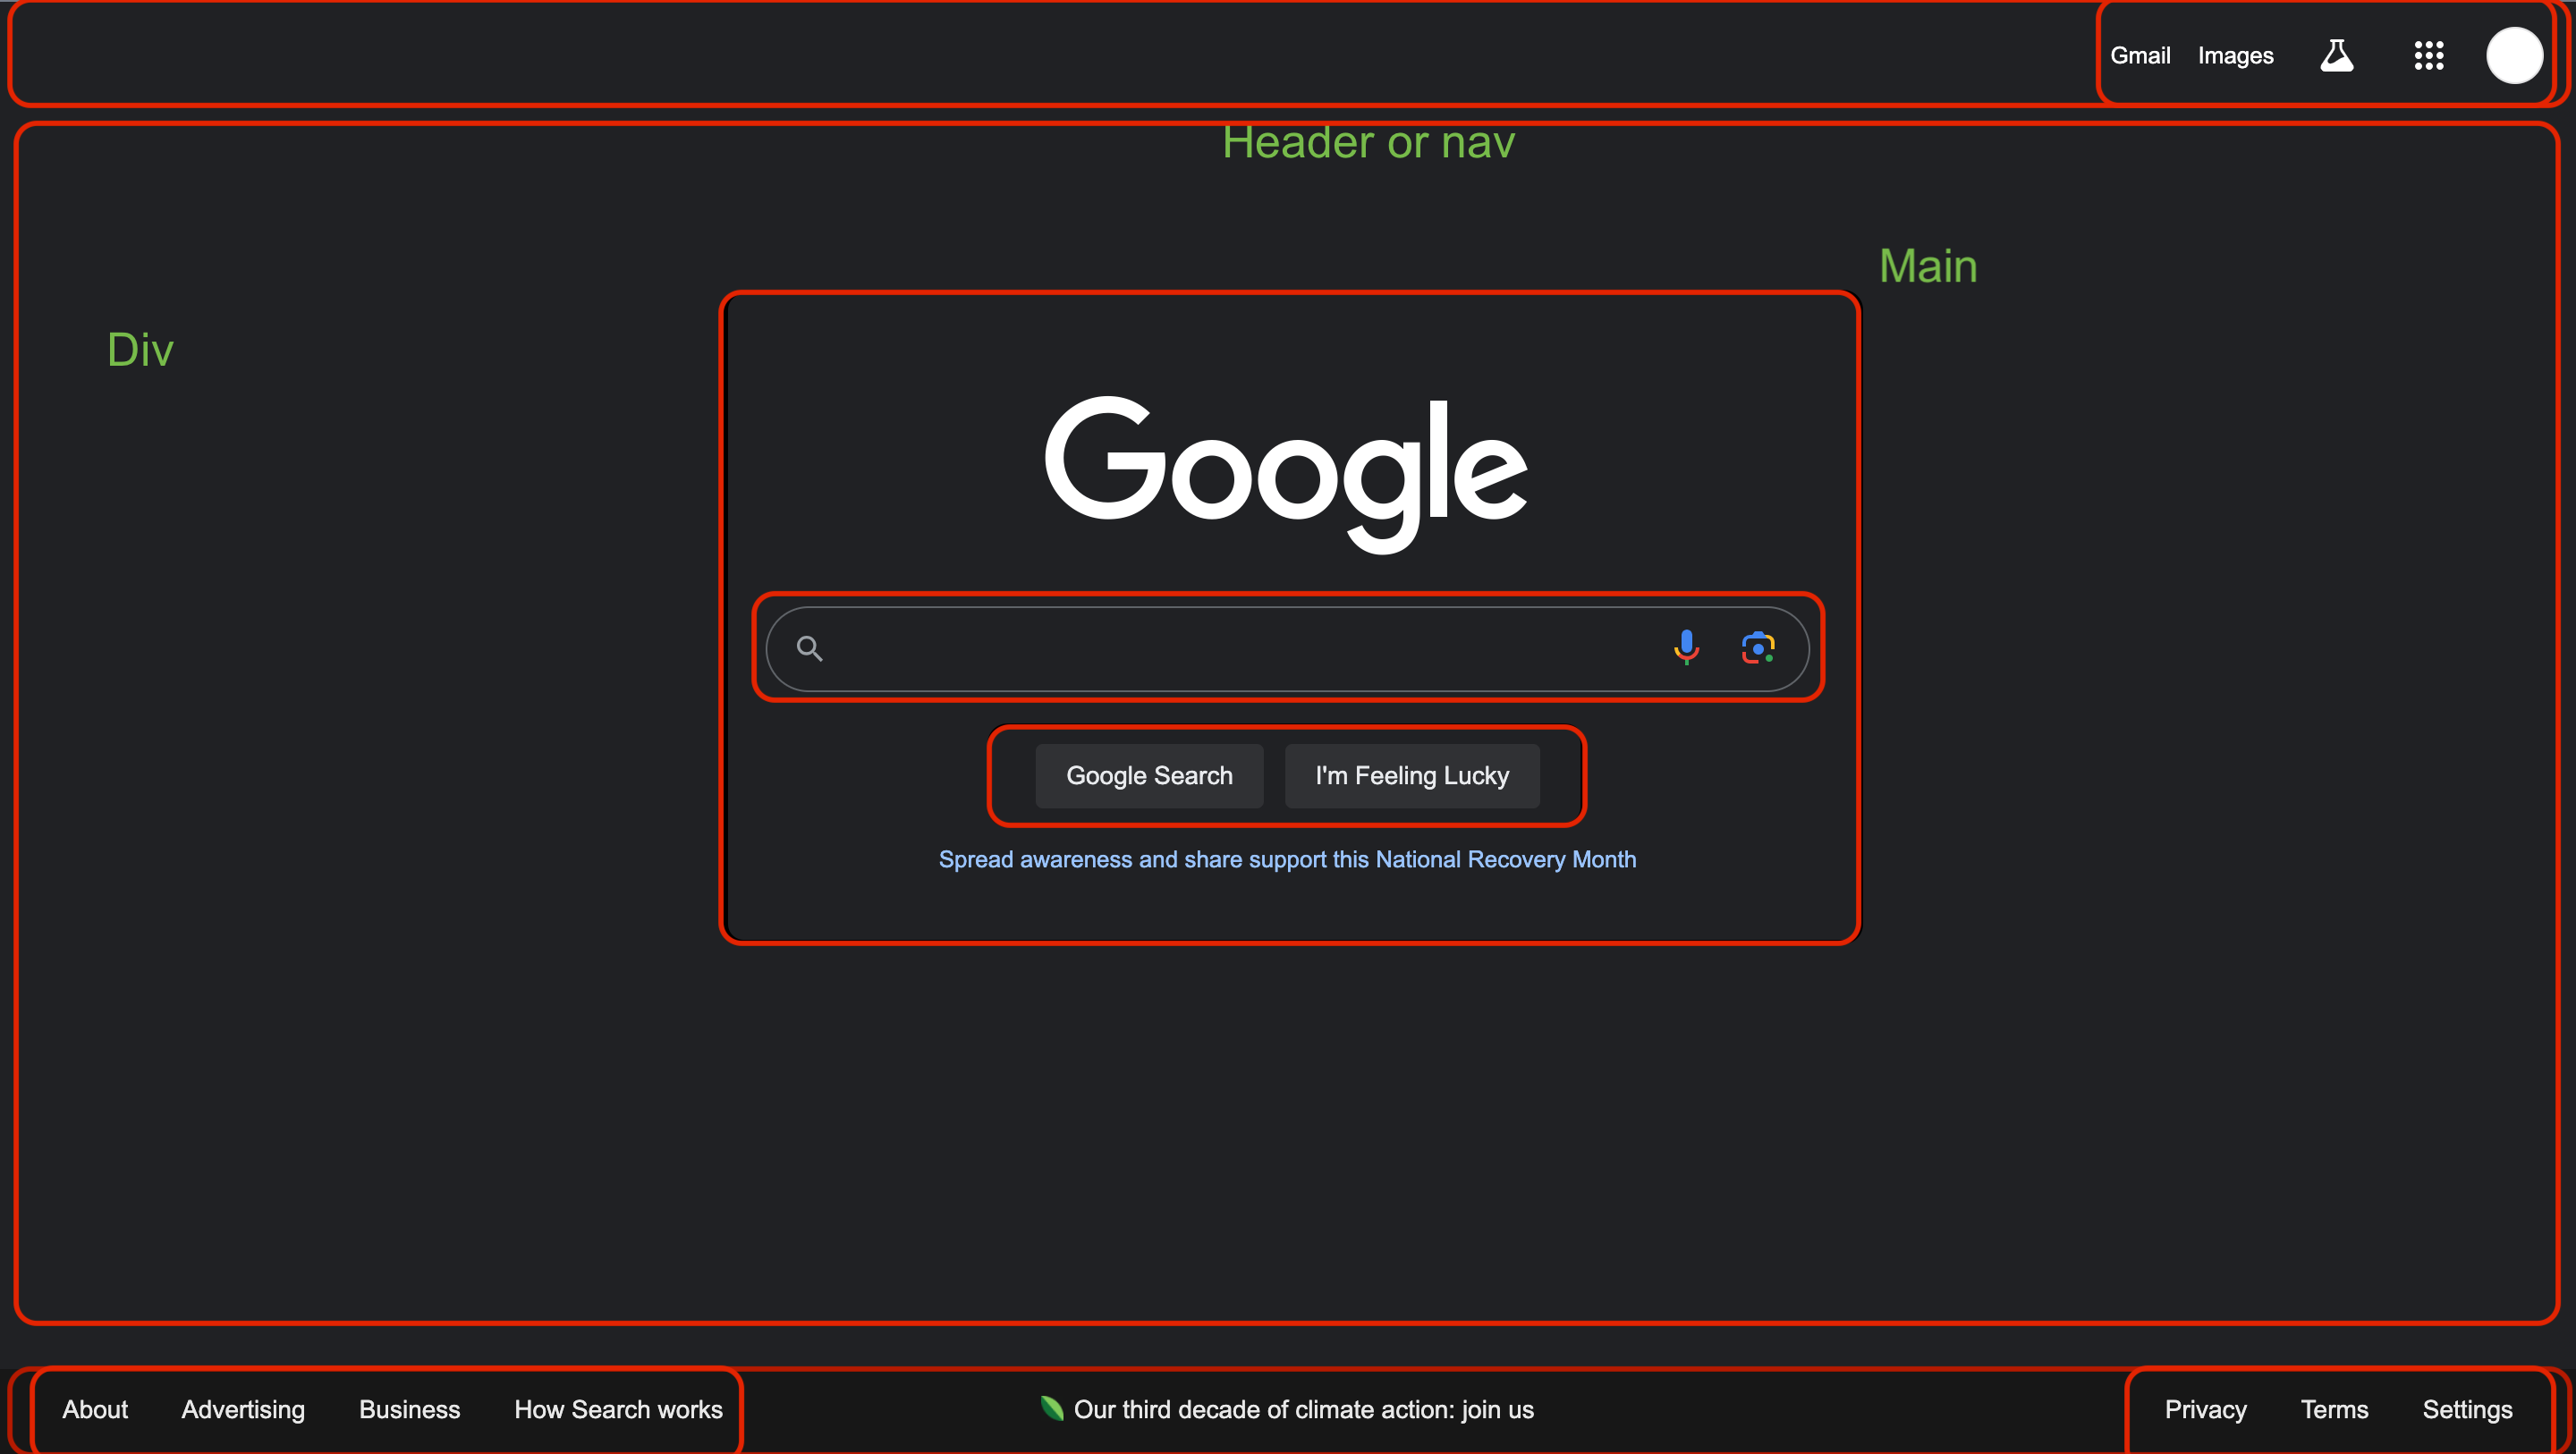 Gmail Images
Header or nav
Main
Div
Google
Google Search I'm Feeling Lucky
Spread awareness and share support this National Recovery Month
About Advertising Business How Search works Our third decade of climate action: join us Privacy Terms Settings